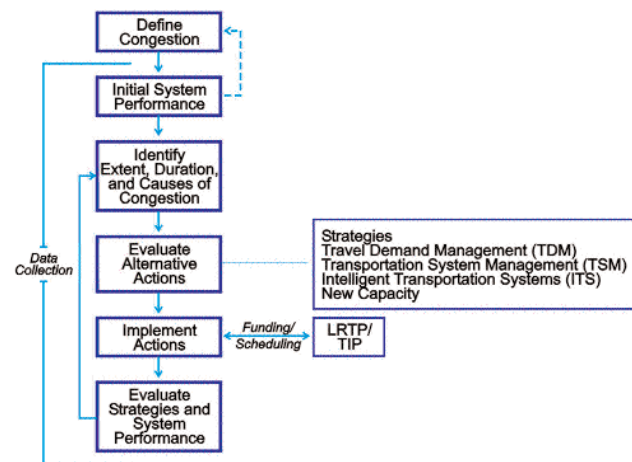 Define
Congestion
Initial System
Performance
Identify
Extent, Duration,
and Causes of
Congestion
Data
Collection
Evaluate
Alternative
Actions
Strategies
Travel Demand Management (TDM)
Transportation System Management (TSM)
Intelligent Transportation Systems (ITS)
New Capacity
Implement
Actions
Funding/
Scheduling
LRTP/
TIP
Evaluate
Strategies and
System
Performance